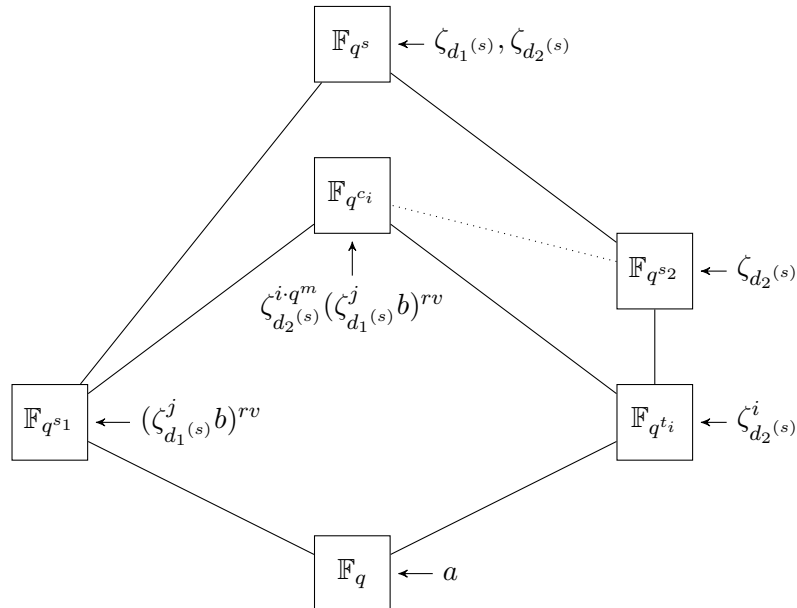 𝔽_{q^s} ← ζ_{d_1^{(s)}}, ζ_{d_2^{(s)}}
𝔽_{q^{c_i}}
𝔽_{q^{s_2}} ← ζ_{d_2^{(s)}}
ζ_{d_2^{(s)}}^{i·q^m}(ζ_{d_1^{(s)}}^j b)^{rv}
𝔽_{q^{s_1}} ← (ζ_{d_1^{(s)}}^j b)^{rv} 𝔽_{q^{t_i}} ← ζ_{d_2^{(s)}}^i
𝔽_q ← a